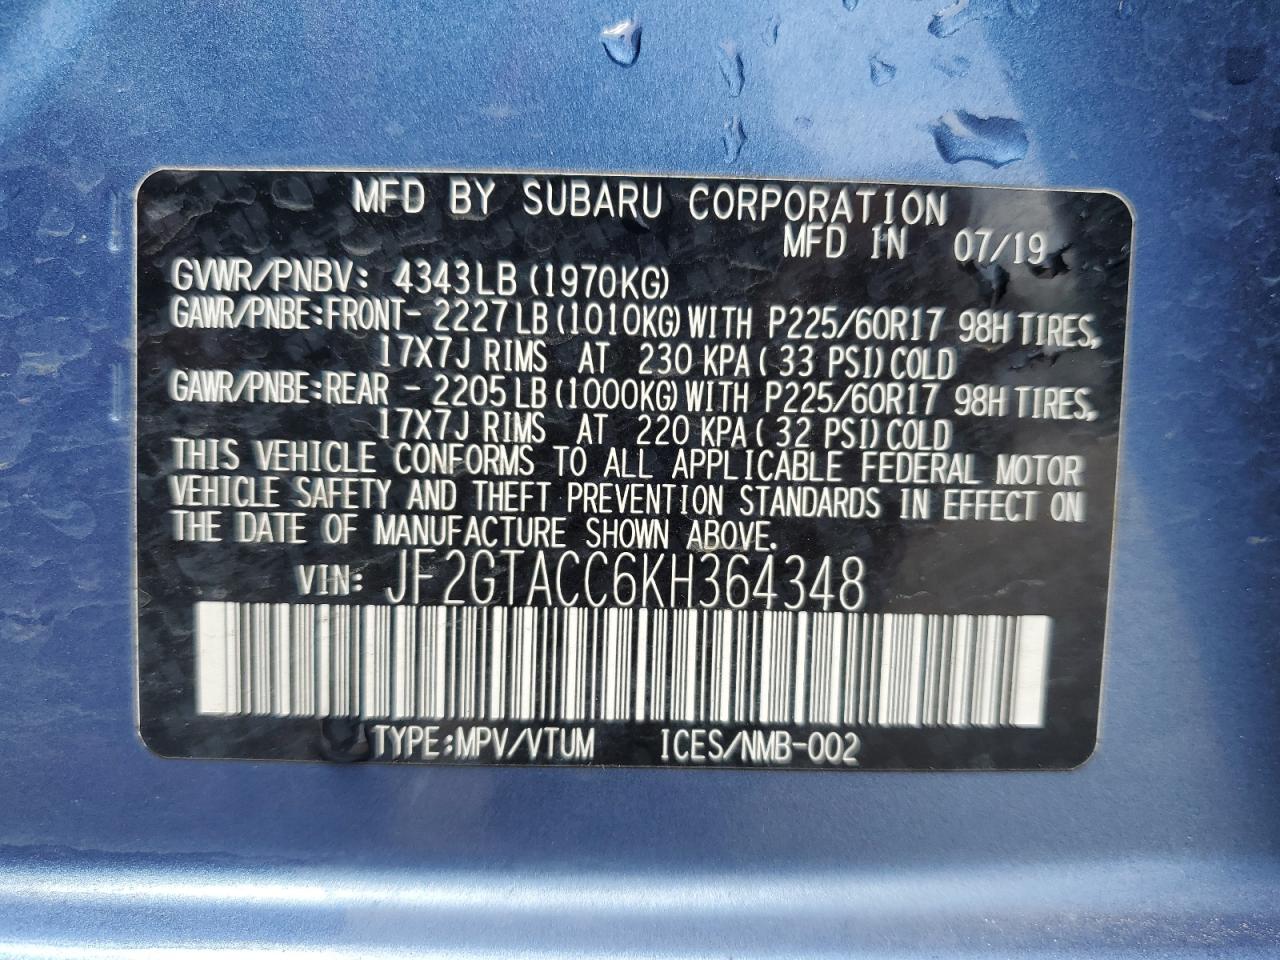 MFD BY SUBARU CORPORATION
MFD IN 07/19
GVWR/PNBV: 4343LB (1970KG)
GAWR/PNBE:FRONT- 2227LB(1010KG)WITH P225/60R17 98H TIRES,
17X7J RIMS AT 230 KPA( 33 PSI)COLD
GAWR/PNBE:REAR - 2205LB(1000KG)WITH P225/60R17 98H TIRES,
17X7J RIMS AT 220 KPA( 32 PSI)COLD
THIS VEHICLE CONFORMS TO ALL APPLICABLE FEDERAL MOTOR
VEHICLE SAFETY AND THEFT PREVENTION STANDARDS IN EFFECT ON
THE DATE OF MANUFACTURE SHOWN ABOVE.
VIN: JF2GTACC6KH364348
TYPE:MPV/VTUM ICES/NMB-002